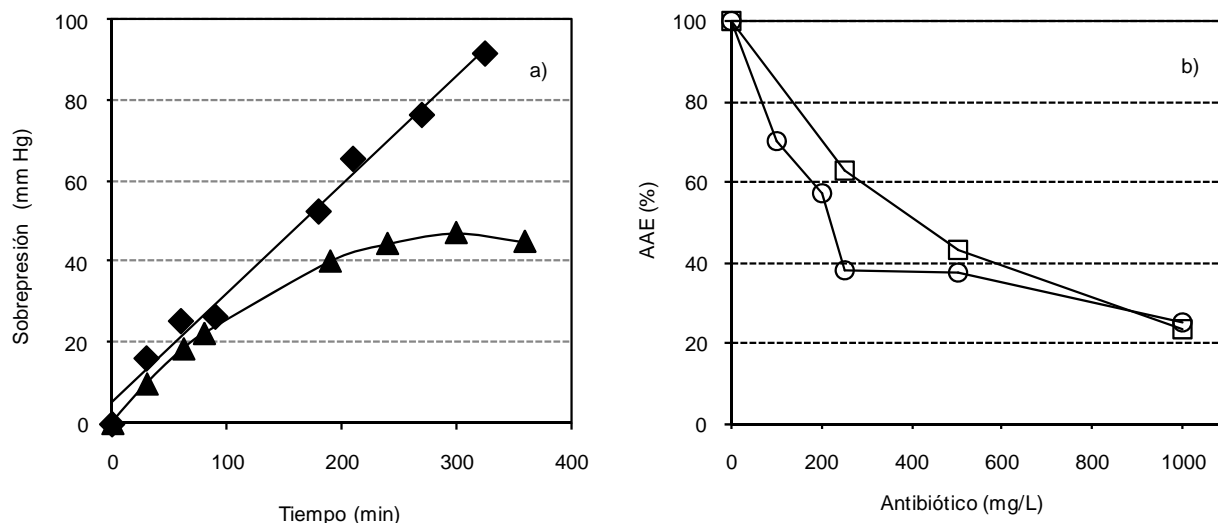 100
80
60
40
20
0
Sobrepresión (mm Hg)
a)
0 100 200 300 400
Tiempo (min)
100
80
60
40
20
0
AAE (%)
b)
0 200 400 600 800 1000
Antibiótico (mg/L)